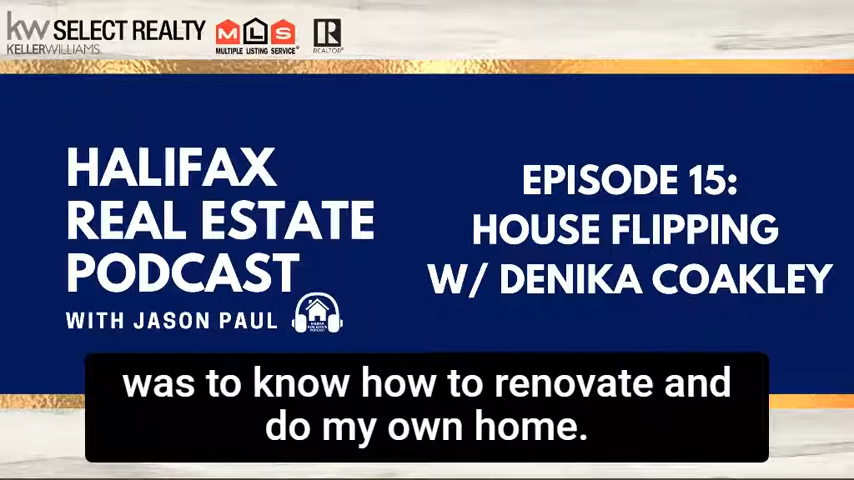 kw SELECT REALTY
KELLERWILLIAMS.
MLS
MULTIPLE LISTING SERVICE®
R
REALTOR®
HALIFAX
REAL ESTATE
PODCAST
WITH JASON PAUL
EPISODE 15:
HOUSE FLIPPING
W/ DENIKA COAKLEY
was to know how to renovate and
do my own home.